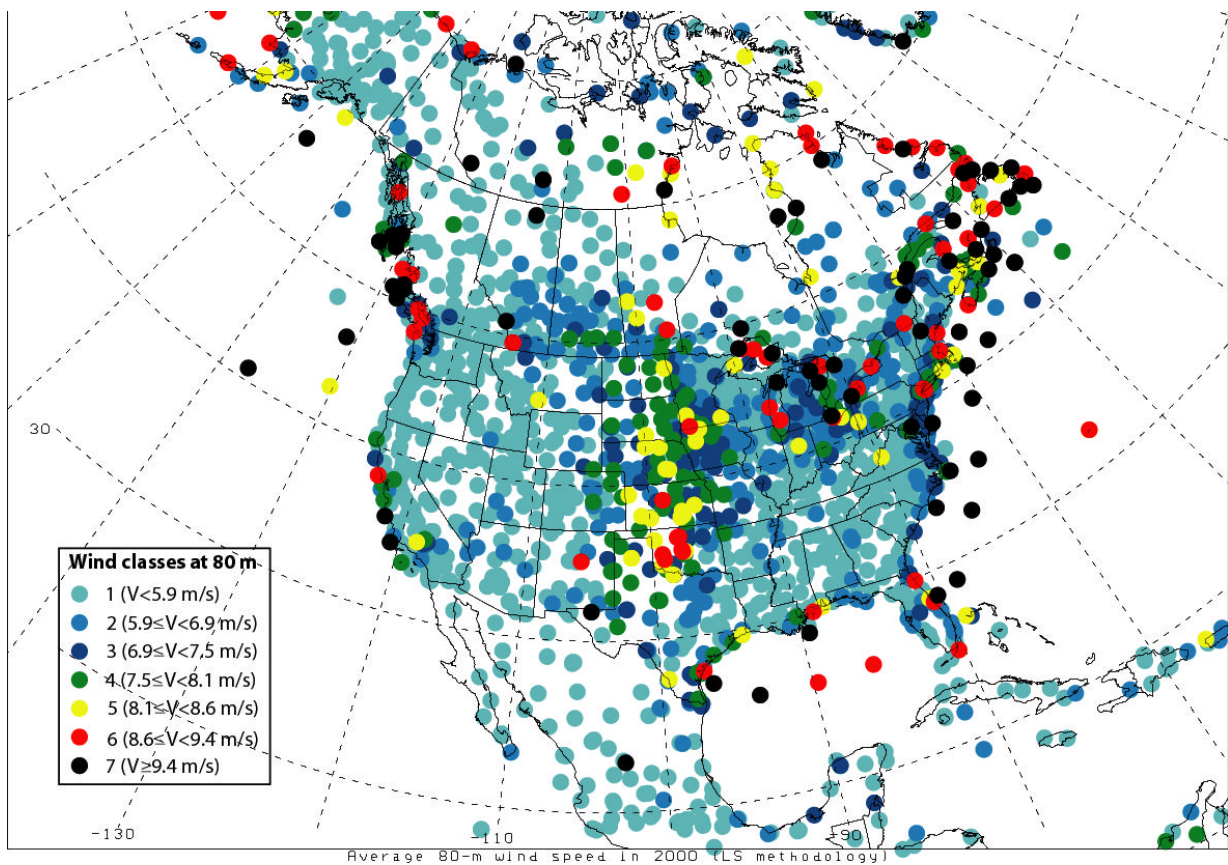 30
Wind classes at 80 m
1 (V<5.9 m/s)
2 (5.9≤V<6.9 m/s)
3 (6.9≤V<7,5 m/s)
4 (7.5≤V<8.1 m/s)
5 (8.1≤V<8.6 m/s)
6 (8.6≤V<9.4 m/s)
7 (V≥9.4 m/s)
-130
-110
-90
Average 80-m wind speed in 2000 (LS methodology)